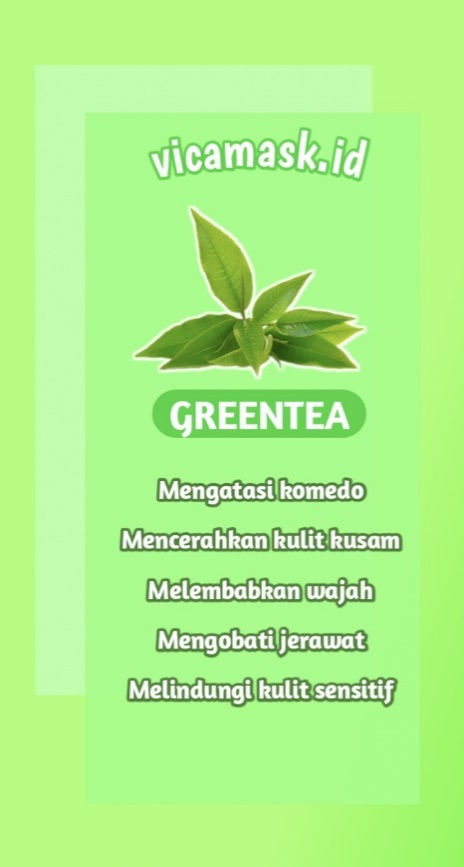 vicamask.id
GREENTEA
Mengatasi komedo
Mencerahkan kulit kusam
Melembabkan wajah
Mengobati jerawat
Melindungi kulit sensitif